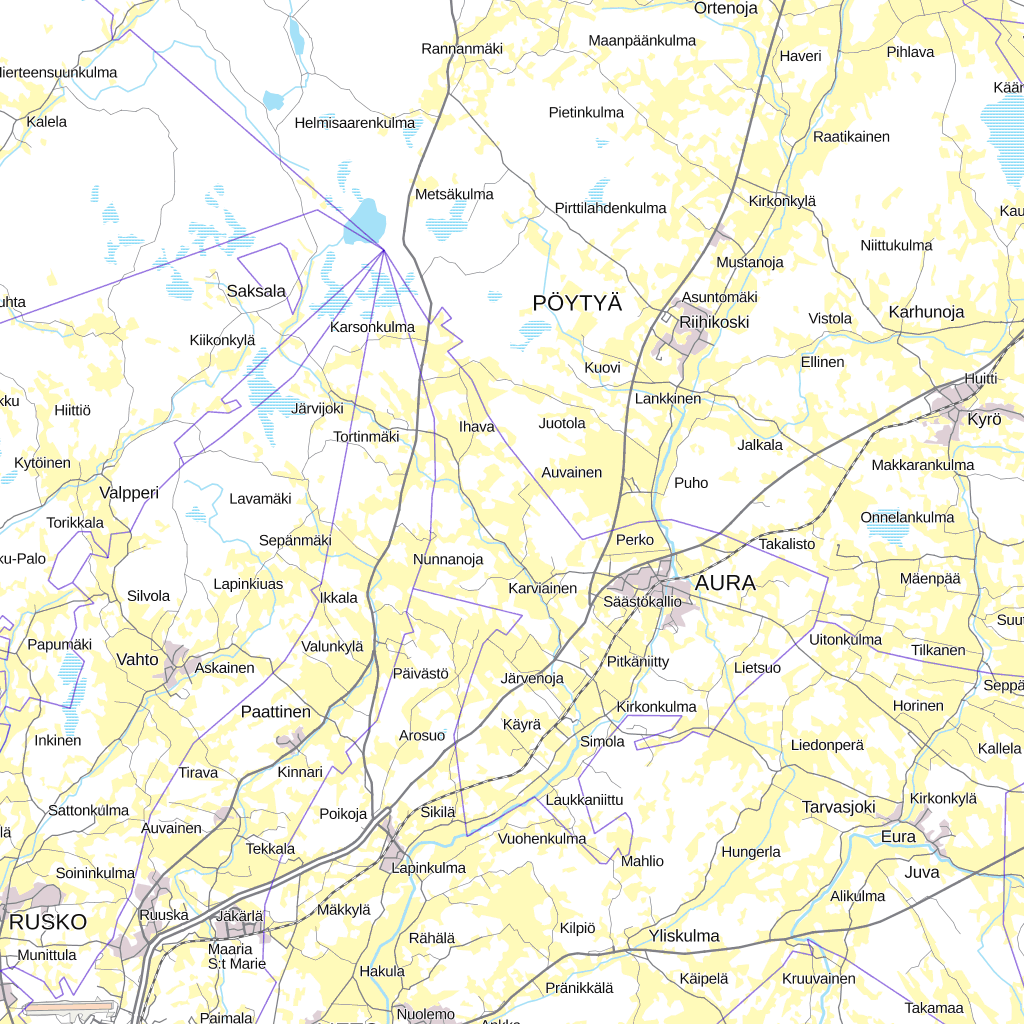 Ortenoja
Rannanmäki
Maanpäänkulma
Haveri
Pihlava
Kalela
Helmisaarenkulma
Pietinkulma
Raatikainen
Metsäkulma
Pirttilahdenkulma
Kirkonkylä
Niittukulma
Mustanoja
Saksala
PÖYTYÄ
Asuntomäki
Riihikoski
Vistola
Karhunoja
Karsonkulma
Kiikonkylä
Kuovi
Ellinen
Huitti
Lankkinen
Hiittiö
Järvijoki
Kyrö
Ihava
Juotola
Tortinmäki
Jalkala
Kytöinen
Auvainen
Makkarankulma
Puho
Valpperi
Lavamäki
Torikkala
Onnelankulma
Sepänmäki
Perko
Takalisto
ku-Palo
Nunnanoja
Lapinkiuas
Karviainen
AURA
Mäenpää
Silvola
Ikkala
Säästökallio
Papumäki
Valunkylä
Uitonkulma
Tilkanen
Vahto
Askainen
Päivästö
Järvenoja
Pitkäniitty
Lietsuo
Paattinen
Kirkonkulma
Horinen
Inkinen
Arosuo
Käyrä
Simola
Liedonperä
Kallela
Tirava
Kinnari
Laukkaniittu
Tarvasjoki
Kirkonkylä
Sattonkulma
Poikoja
Sikilä
Auvainen
Vuohenkulma
Eura
Tekkala
Hungerla
Mahlio
Soininkulma
Lapinkulma
Juva
Alikulma
RUSKO
Ruuska
Jäkärlä
Mäkkylä
Kilpiö
Yliskulma
Rähälä
Munittula
Maaria
S:t Marie
Hakula
Käipelä
Kruuvainen
Pränikkälä
Takamaa
Paimala
Nuolemo